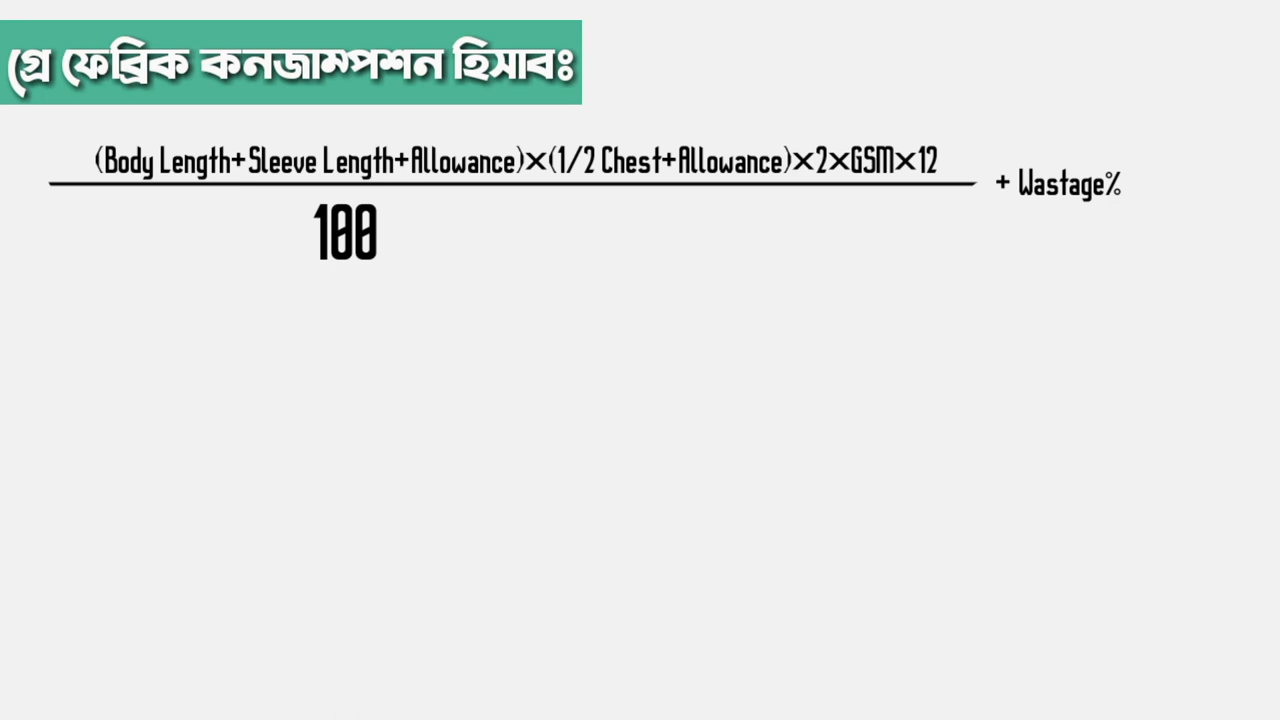 গ্রে ফেব্রিক কনজাম্পশন হিসাবঃ
(Body Length+Sleeve Length+Allowance)×(1/2 Chest+Allowance)×2×GSM×12
+ Wastage%
100